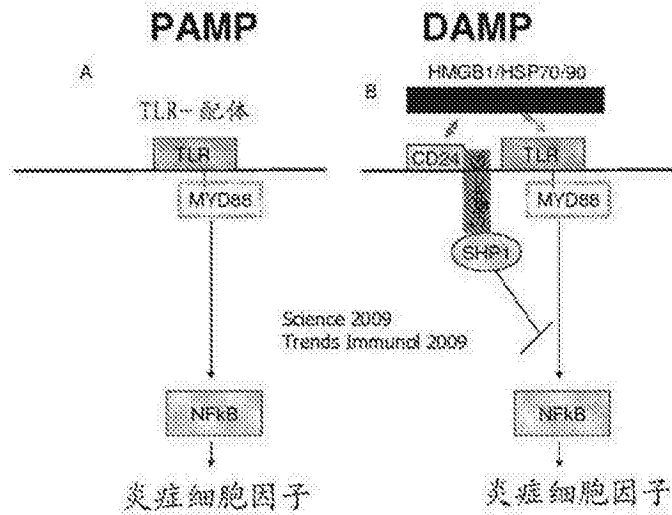 PAMP
DAMP
A
TLR-配体
TLR
MYD88
NFkB
炎症细胞因子
B
HMGB1/HSP70/90
CD24
TLR
MYD88
SHP1
Science 2009
Trends Immunol 2009
NFkB
炎症细胞因子